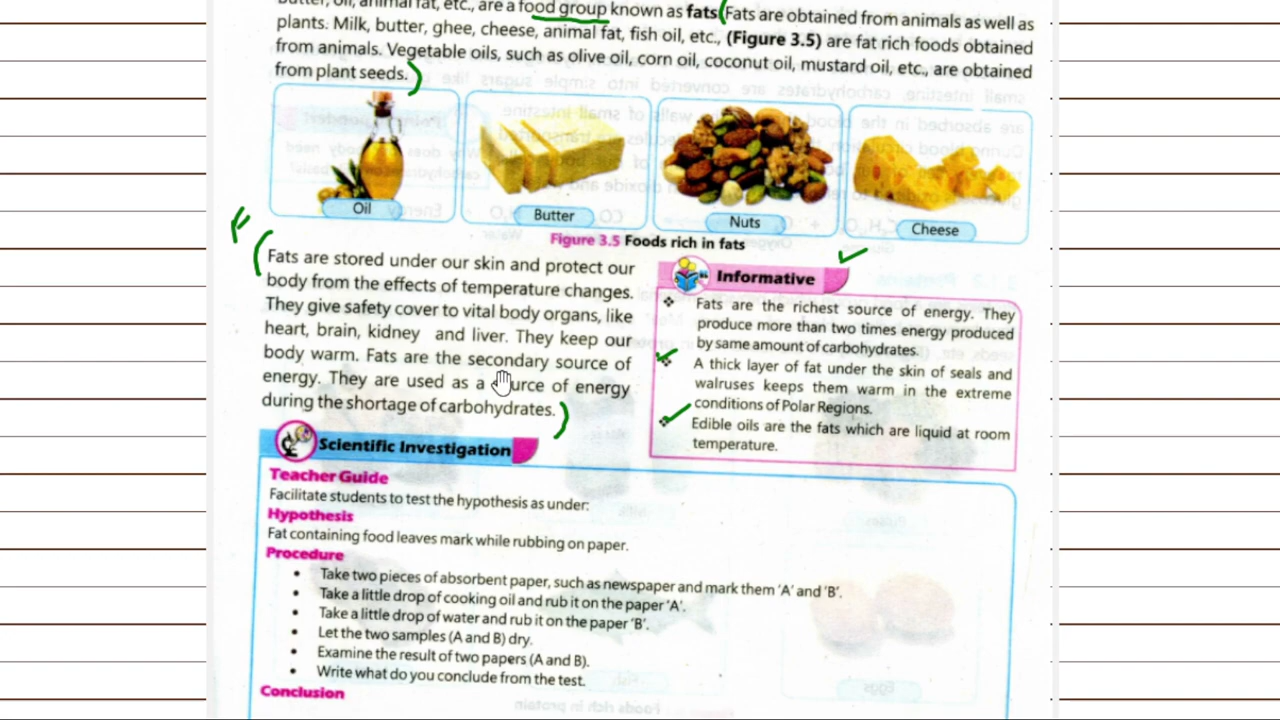 Butter, oil, animal fat, etc., are a food group known as fats. Fats are obtained from animals as well as
plants. Milk, butter, ghee, cheese, animal fat, fish oil, etc., (Figure 3.5) are fat rich foods obtained
from animals. Vegetable oils, such as olive oil, corn oil, coconut oil, mustard oil, etc., are obtained
from plant seeds.
Oil
Butter
Nuts
Cheese
Figure 3.5 Foods rich in fats
Fats are stored under our skin and protect our
body from the effects of temperature changes.
They give safety cover to vital body organs, like
heart, brain, kidney and liver. They keep our
body warm. Fats are the secondary source of
energy. They are used as a source of energy
during the shortage of carbohydrates.
Informative
Fats are the richest source of energy. They
produce more than two times energy produced
by same amount of carbohydrates.
A thick layer of fat under the skin of seals and
walruses keeps them warm in the extreme
conditions of Polar Regions.
Edible oils are the fats which are liquid at room
temperature.
Scientific Investigation
Teacher Guide
Facilitate students to test the hypothesis as under:
Hypothesis
Fat containing food leaves mark while rubbing on paper.
Procedure
• Take two pieces of absorbent paper, such as newspaper and mark them 'A' and 'B'.
• Take a little drop of cooking oil and rub it on the paper 'A'.
• Take a little drop of water and rub it on the paper 'B'.
• Let the two samples (A and B) dry.
• Examine the result of two papers (A and B).
• Write what do you conclude from the test.
Conclusion